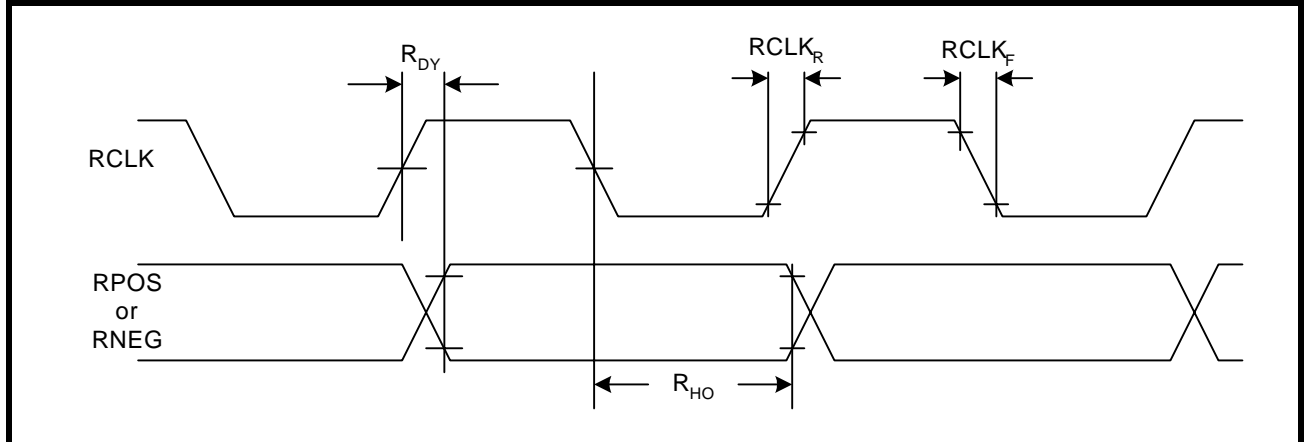 R_DY
RCLK_R
RCLK_F
RCLK
RPOS
or
RNEG
R_HO